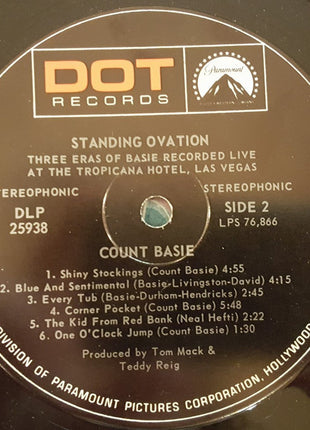 DOT
RECORDS
Paramount
STANDING OVATION
THREE ERAS OF BASIE RECORDED LIVE
AT THE TROPICANA HOTEL, LAS VEGAS
STEREOPHONIC STEREOPHONIC
DLP SIDE 2
25938 LPS 76,866
COUNT BASIE
1. Shiny Stockings (Count Basie) 4:55
2. Blue And Sentimental (Basie-Livingston-David) 4:15
3. Every Tub (Basie-Durham-Hendricks) 2:45
4. Corner Pocket (Count Basie) 5:48
5. The Kid From Red Bank (Neal Hefti) 2:22
6. One O'Clock Jump (Count Basie) 1:30
Produced by Tom Mack &
Teddy Reig
DIVISION OF PARAMOUNT PICTURES CORPORATION, HOLLYWOO